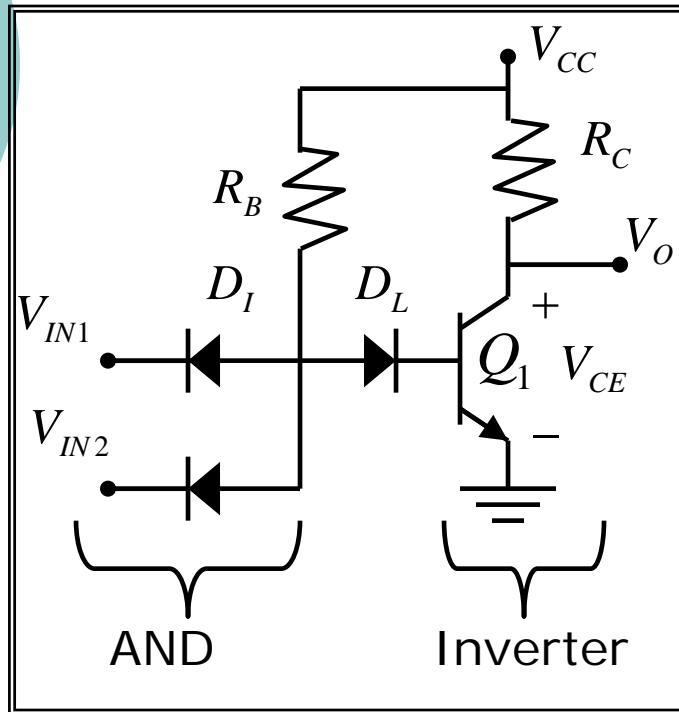 V_CC
R_C
R_B
V_O
D_I
D_L
V_IN1
+
Q_1
V_CE
V_IN2
−
AND
Inverter